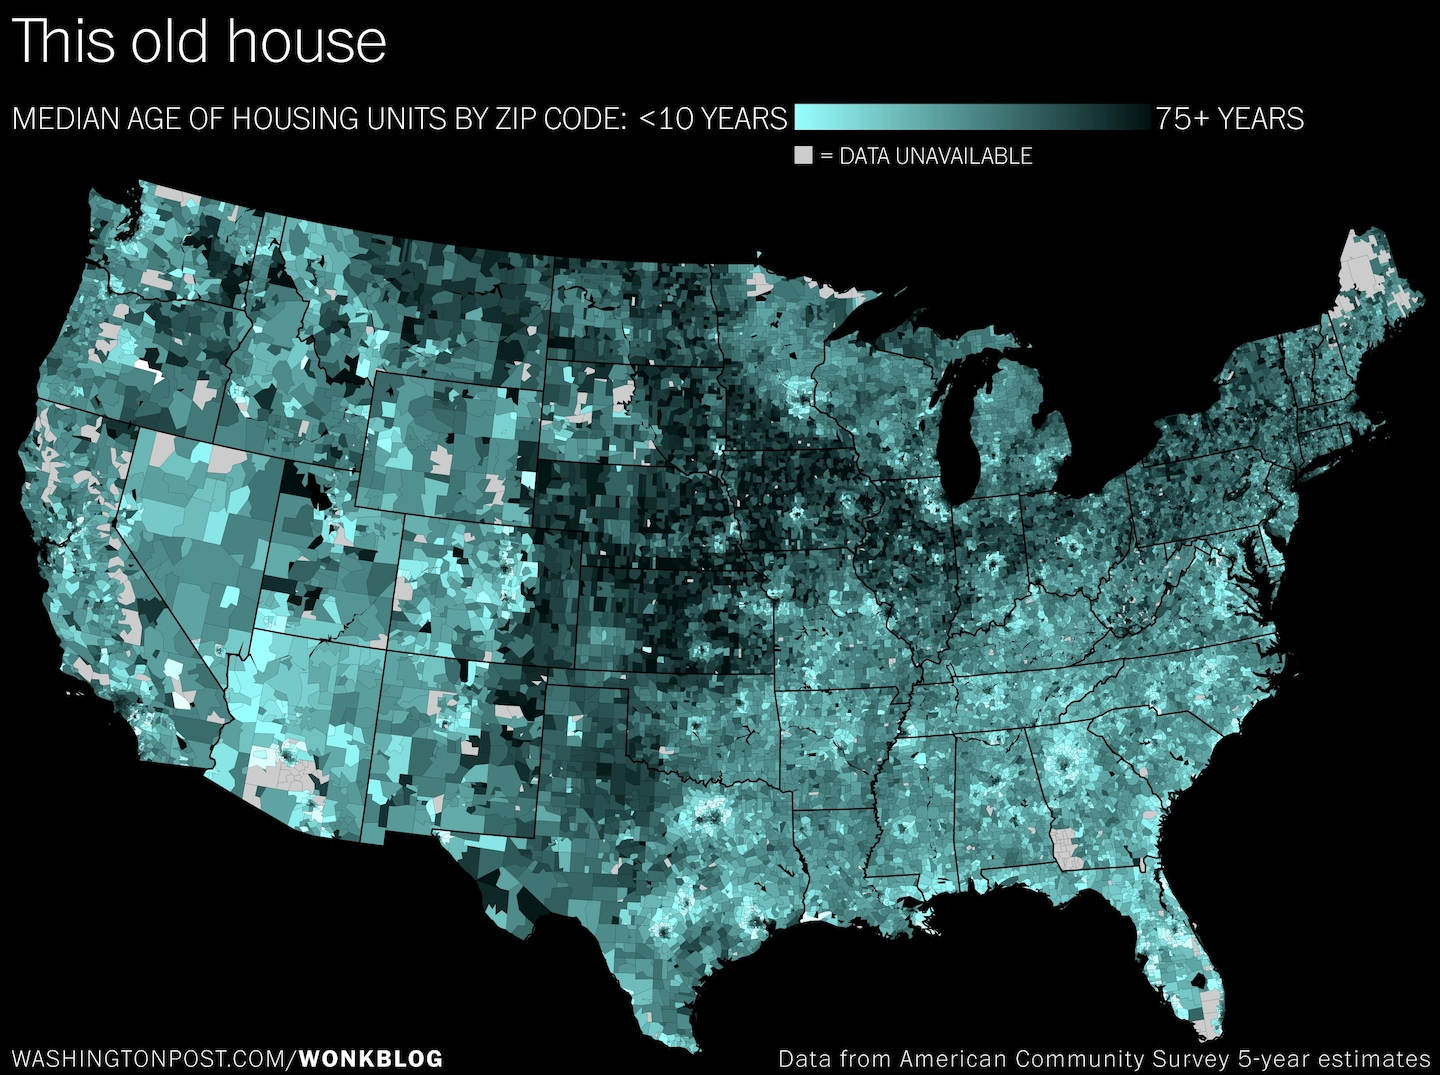 This old house
MEDIAN AGE OF HOUSING UNITS BY ZIP CODE: <10 YEARS 75+ YEARS
= DATA UNAVAILABLE
WASHINGTONPOST.COM/WONKBLOG
Data from American Community Survey 5-year estimates